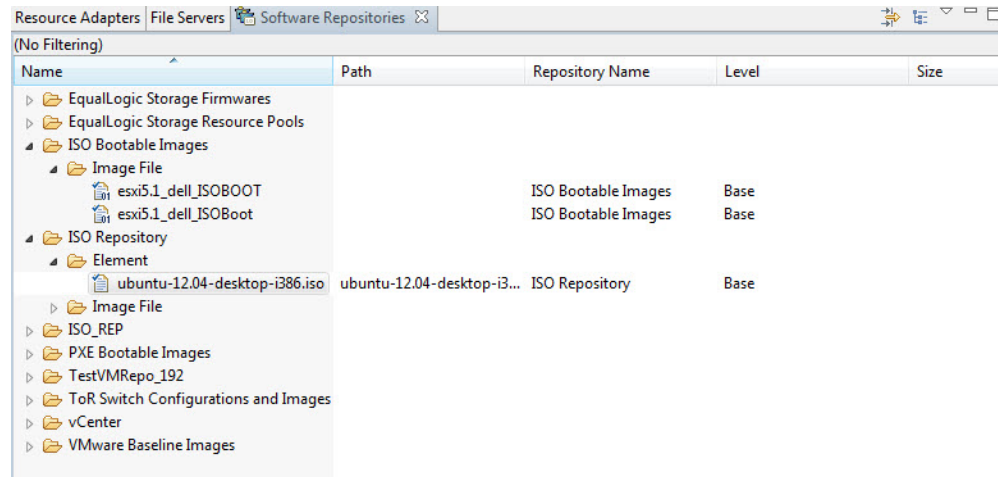 Resource Adapters File Servers Software Repositories
(No Filtering)
Name Path Repository Name Level Size
EqualLogic Storage Firmwares
EqualLogic Storage Resource Pools
ISO Bootable Images
Image File
esxi5.1_dell_ISOBOOT ISO Bootable Images Base
esxi5.1_dell_ISOBoot ISO Bootable Images Base
ISO Repository
Element
ubuntu-12.04-desktop-i386.iso ubuntu-12.04-desktop-i3... ISO Repository Base
Image File
ISO_REP
PXE Bootable Images
TestVMRepo_192
ToR Switch Configurations and Images
vCenter
VMware Baseline Images